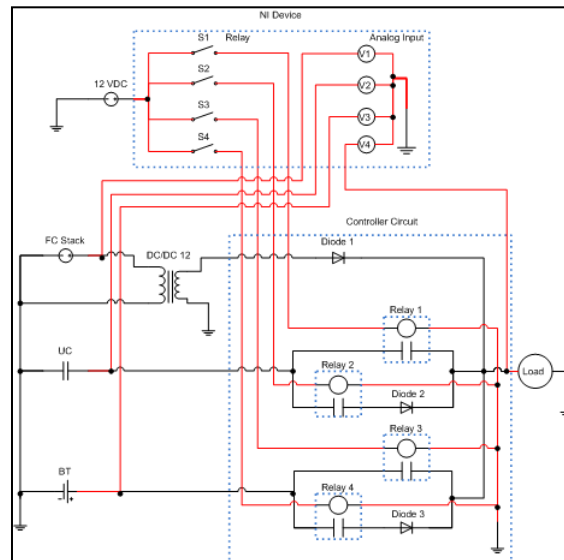 NI Device
S1 Relay Analog Input
V1
S2
12 VDC V2
S3
V3
S4
V4
Controller Circuit
FC Stack
DC/DC 12 Diode 1
Relay 1
UC Relay 2
Load
Diode 2
Relay 3
BT Relay 4
- +
Diode 3